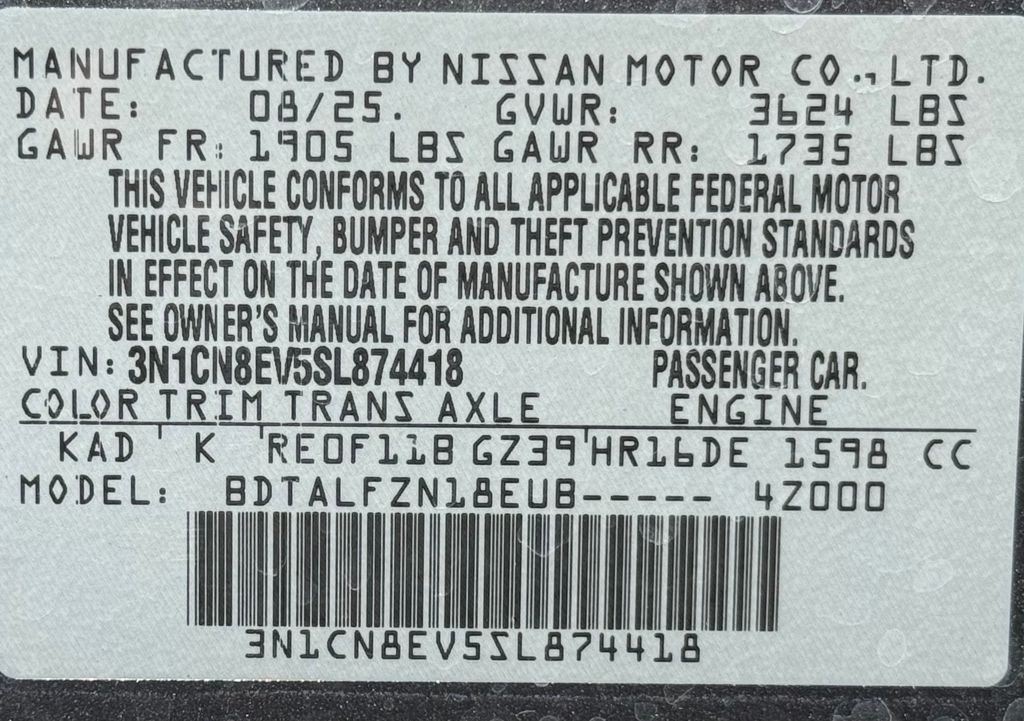 MANUFACTURED BY NISSAN MOTOR CO., LTD.
DATE: 08/25. GVWR: 3624 LBS
GAWR FR: 1905 LBS GAWR RR: 1735 LBS
THIS VEHICLE CONFORMS TO ALL APPLICABLE FEDERAL MOTOR
VEHICLE SAFETY, BUMPER AND THEFT PREVENTION STANDARDS
IN EFFECT ON THE DATE OF MANUFACTURE SHOWN ABOVE.
SEE OWNER'S MANUAL FOR ADDITIONAL INFORMATION.
VIN: 3N1CN8EV5SL874418 PASSENGER CAR.
COLOR TRIM TRANS AXLE ENGINE
KAD K RE0F11B GZ39 HR16DE 1598 CC
MODEL: BDTALFZN18EUB----- 4Z000
3N1CN8EV5SL874418